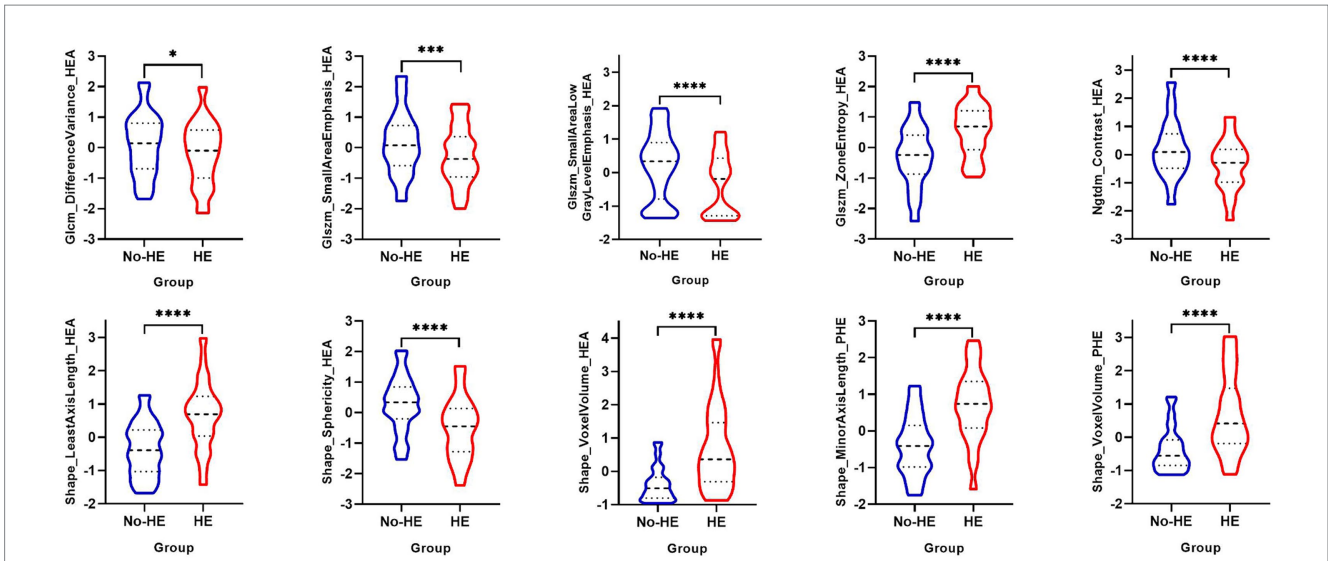 Glcm_DifferenceVariance_HEA
3
2
1
0
-1
-2
-3
*
No-HE HE
Group
Glszm_SmallAreaEmphasis_HEA
3
2
1
0
-1
-2
-3
***
No-HE HE
Group
Glszm_SmallAreaLow
GrayLevelEmphasis_HEA
3
2
1
0
-1
-2
****
No-HE HE
Group
Glszm_ZoneEntropy_HEA
3
2
1
0
-1
-2
-3
****
No-HE HE
Group
Ngtdm_Contrast_HEA
3
2
1
0
-1
-2
-3
****
No-HE HE
Group
Shape_LeastAxisLength_HEA
3
2
1
0
-1
-2
****
No-HE HE
Group
Shape_Sphericity_HEA
3
2
1
0
-1
-2
-3
****
No-HE HE
Group
Shape_VoxelVolume_HEA
4
3
2
1
0
-1
****
No-HE HE
Group
Shape_MinorAxisLength_PHE
3
2
1
0
-1
-2
****
No-HE HE
Group
Shape_VoxelVolume_PHE
3
2
1
0
-1
-2
****
No-HE HE
Group